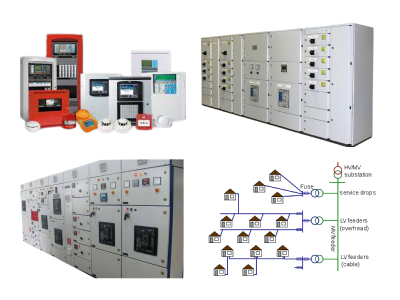 HV/MV
substation
Fuse
service drops
LV feeders
(overhead)
MV feeder
LV feeders
(cable)